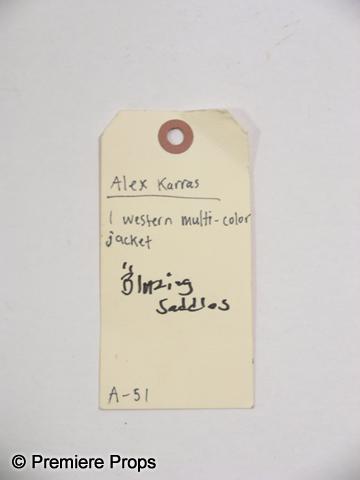 Alex Karras
1 western multi-color
jacket
"Blazing
Saddles
A-51
© Premiere Props